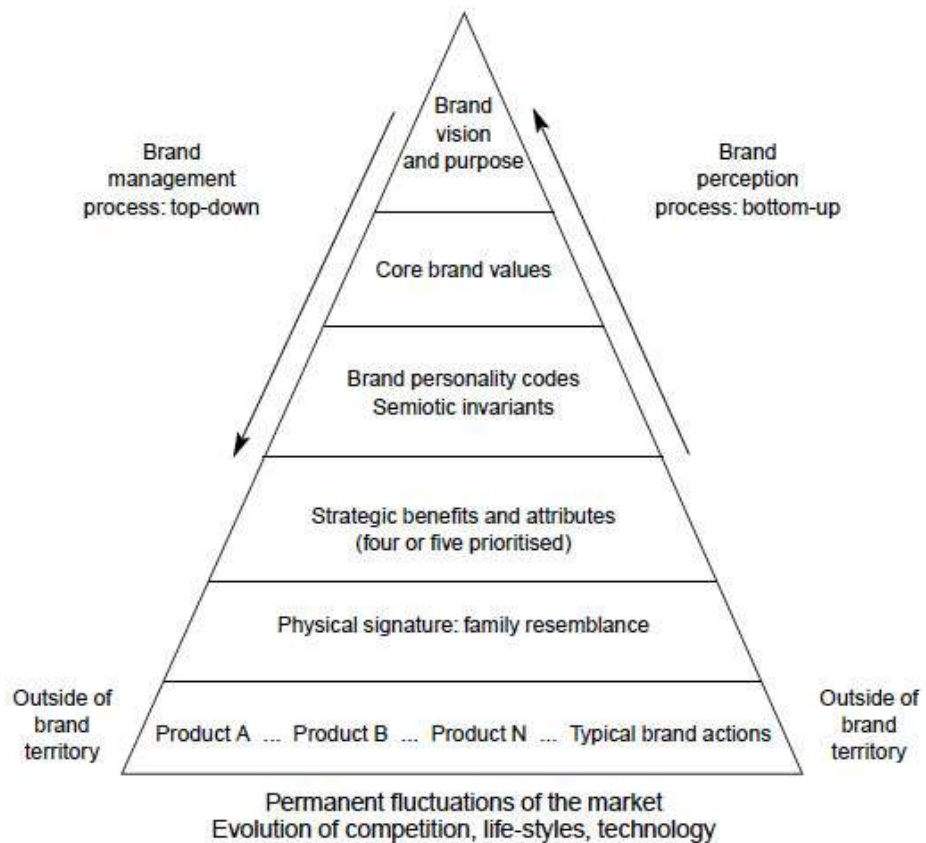 Brand
vision
and purpose
Brand
management
process: top-down
Brand
perception
process: bottom-up
Core brand values
Brand personality codes
Semiotic invariants
Strategic benefits and attributes
(four or five prioritised)
Physical signature: family resemblance
Outside of
brand
territory
Product A ... Product B ... Product N ... Typical brand actions
Outside of
brand
territory
Permanent fluctuations of the market
Evolution of competition, life-styles, technology